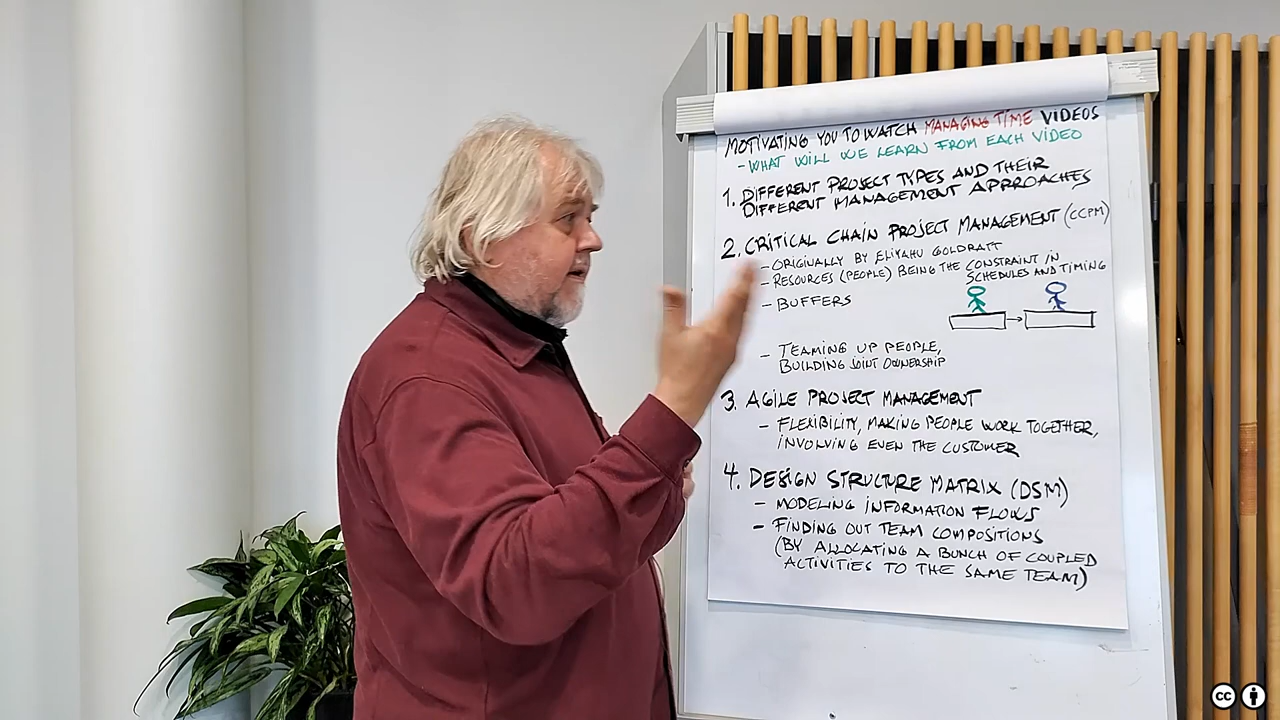 MOTIVATING YOU TO WATCH MANAGING TIME VIDEOS
- WHAT WILL WE LEARN FROM EACH VIDEO
1. DIFFERENT PROJECT TYPES AND THEIR
DIFFERENT MANAGEMENT APPROACHES
2. CRITICAL CHAIN PROJECT MANAGEMENT (CCPM)
- ORIGINALLY BY ELIYAHU GOLDRATT
- RESOURCES (PEOPLE) BEING THE CONSTRAINT IN
SCHEDULES AND TIMING
- BUFFERS
- TEAMING UP PEOPLE,
BUILDING JOINT OWNERSHIP
3. AGILE PROJECT MANAGEMENT
- FLEXIBILITY, MAKING PEOPLE WORK TOGETHER,
INVOLVING EVEN THE CUSTOMER
4. DESIGN STRUCTURE MATRIX (DSM)
- MODELING INFORMATION FLOWS
- FINDING OUT TEAM COMPOSITIONS
(BY ALLOCATING A BUNCH OF COUPLED
ACTIVITIES TO THE SAME TEAM)
cc